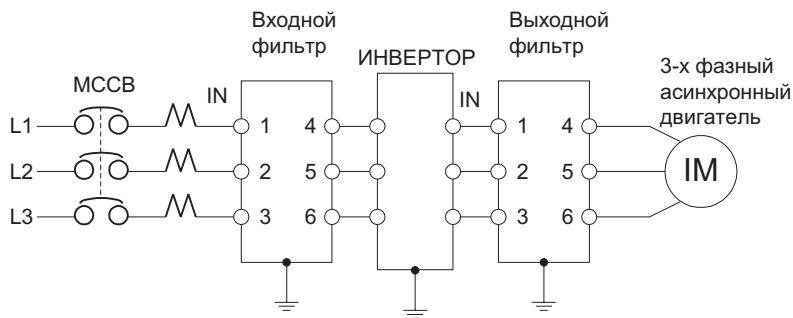 Входной
фильтр
Выходной
фильтр
ИНВЕРТОР
3-х фазный
асинхронный
двигатель
MCCB
IN
IN
L1
1
4
1
4
L2
2
5
2
5
IM
L3
3
6
3
6